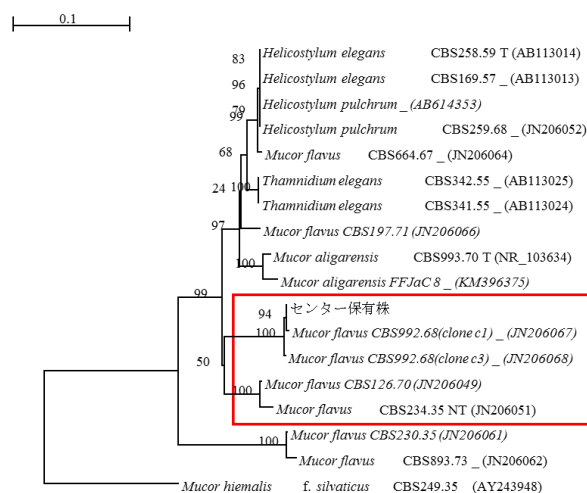 0.1
83
Helicostylum elegans CBS258.59 T (AB113014)
96
Helicostylum elegans CBS169.57 _ (AB113013)
79
Helicostylum pulchrum _ (AB614353)
99
Helicostylum pulchrum CBS259.68 _ (JN206052)
68
Mucor flavus CBS664.67 _ (JN206064)
24
100
Thamnidium elegans CBS342.55 _ (AB113025)
Thamnidium elegans CBS341.55 _ (AB113024)
97
Mucor flavus CBS197.71 (JN206066)
100
Mucor aligarensis CBS993.70 T (NR_103634)
Mucor aligarensis FFJaC 8 _ (KM396375)
99
センター保有株
94
100
Mucor flavus CBS992.68(clone c1) _ (JN206067)
50
Mucor flavus CBS992.68(clone c3) _ (JN206068)
100
Mucor flavus CBS126.70 (JN206049)
Mucor flavus CBS234.35 NT (JN206051)
100
Mucor flavus CBS230.35 (JN206061)
Mucor flavus CBS893.73 _ (JN206062)
Mucor hiemalis f. silvaticus CBS249.35 (AY243948)